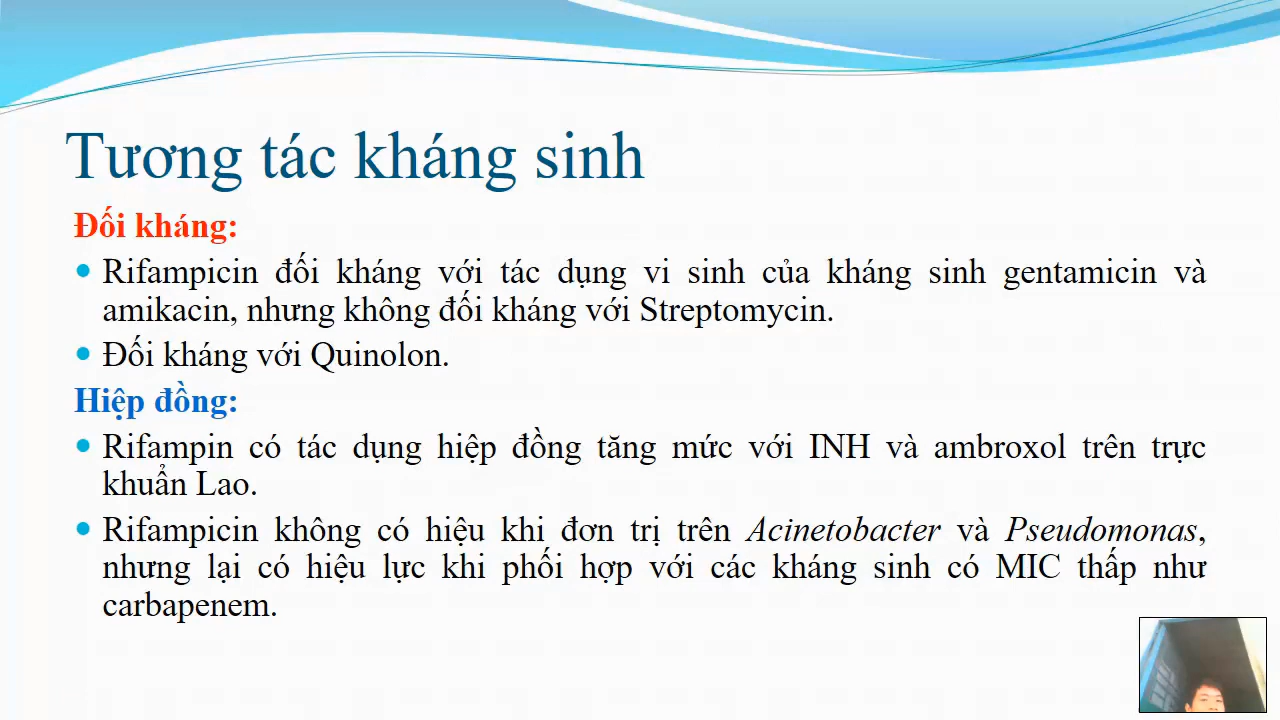 Tương tác kháng sinh
Đối kháng:
Rifampicin đối kháng với tác dụng vi sinh của kháng sinh gentamicin và
amikacin, nhưng không đối kháng với Streptomycin.
Đối kháng với Quinolon.
Hiệp đồng:
Rifampin có tác dụng hiệp đồng tăng mức với INH và ambroxol trên trực
khuẩn Lao.
Rifampicin không có hiệu khi đơn trị trên Acinetobacter và Pseudomonas,
nhưng lại có hiệu lực khi phối hợp với các kháng sinh có MIC thấp như
carbapenem.